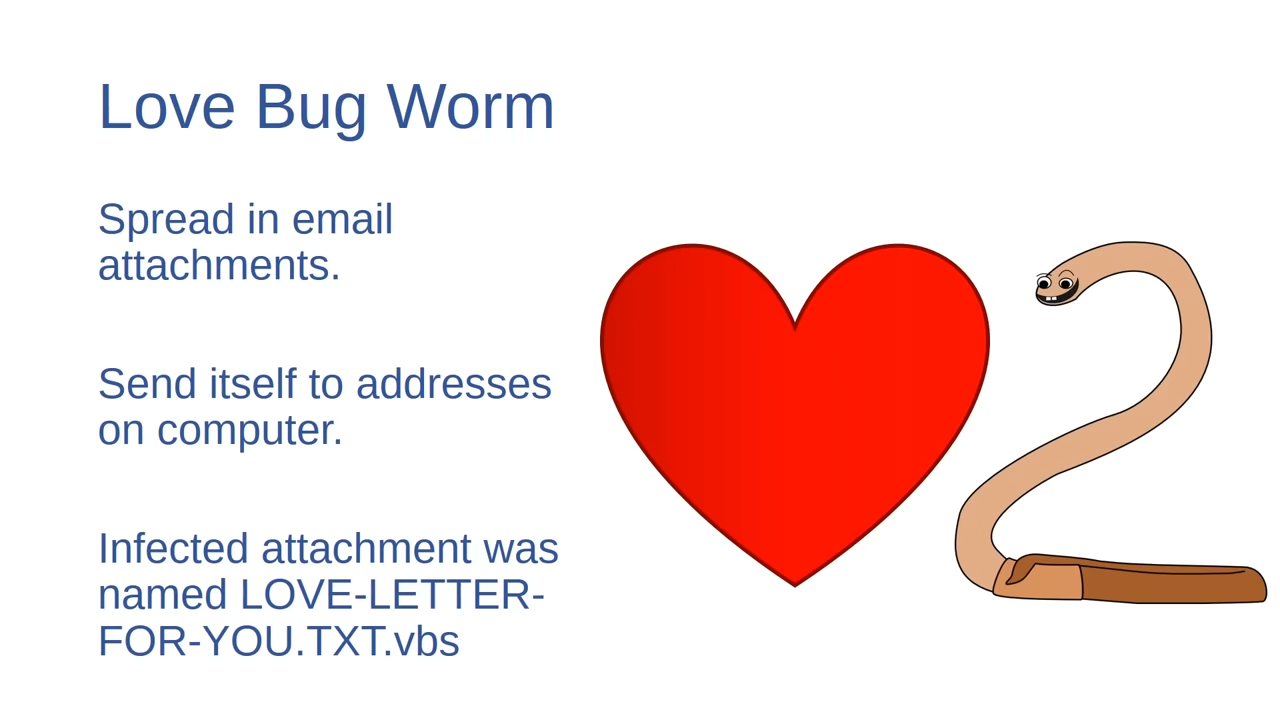 Love Bug Worm
Spread in email
attachments.
Send itself to addresses
on computer.
Infected attachment was
named LOVE-LETTER-
FOR-YOU.TXT.vbs